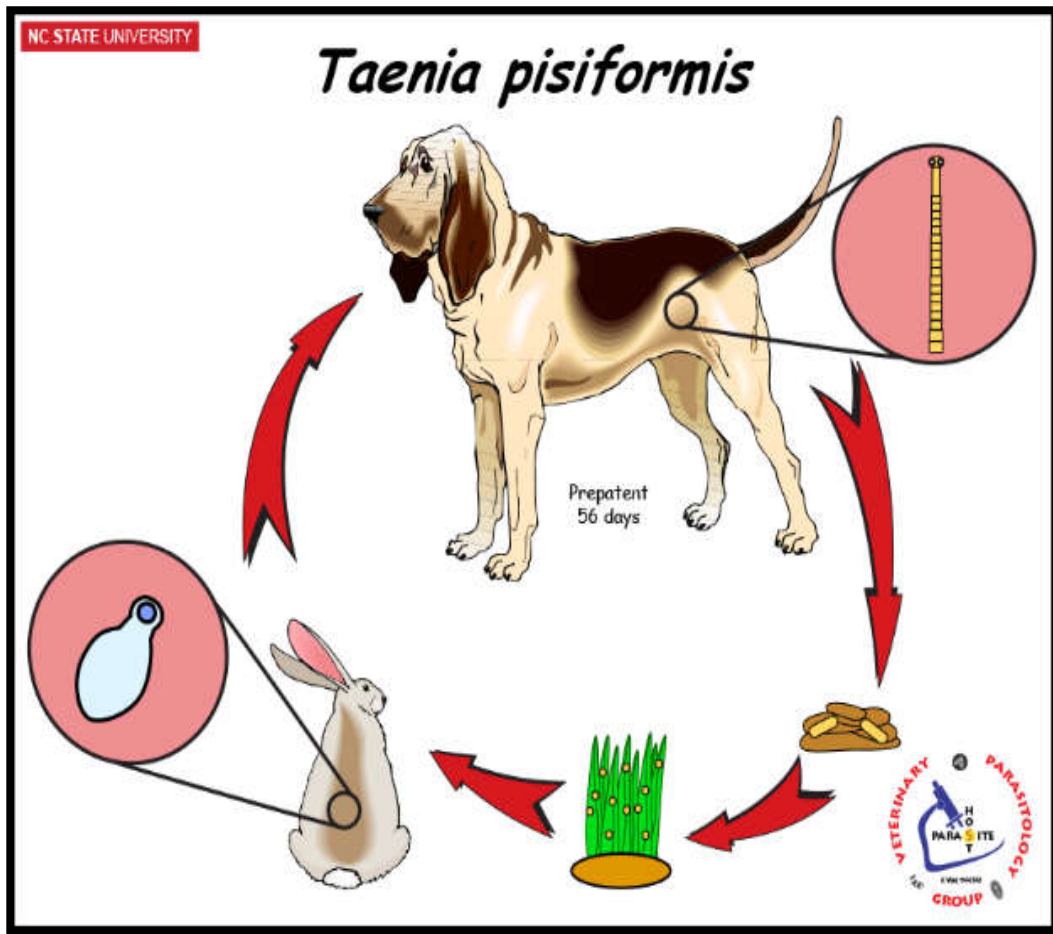 NC STATE UNIVERSITY
Taenia pisiformis
Prepatent
56 days
VETERINARY PARASITOLOGY
HOST
PARASITE
GROUP